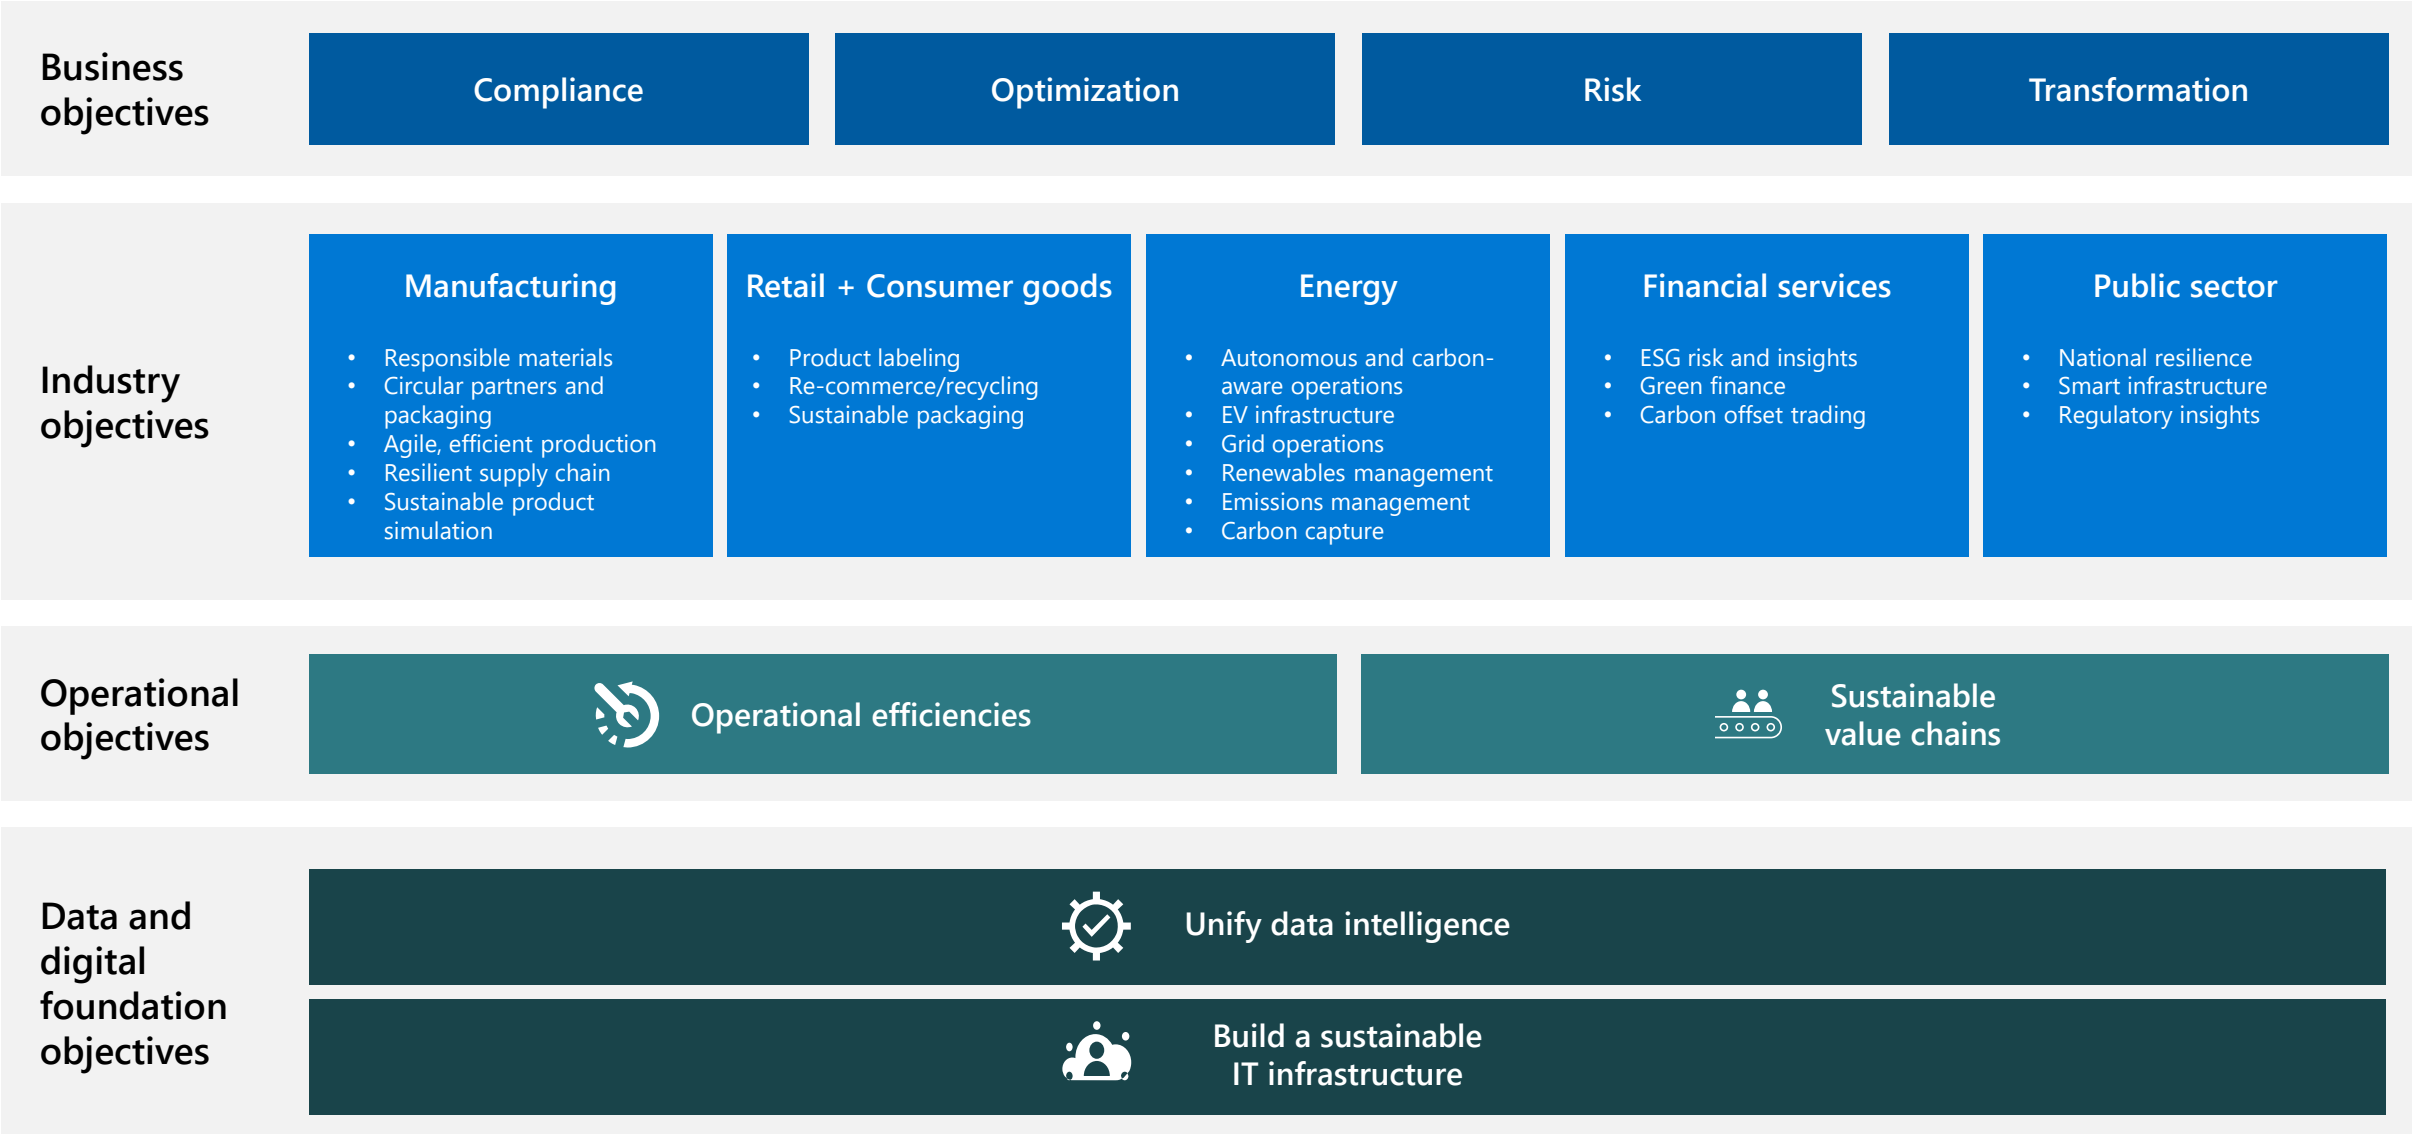 Business
objectives
Compliance
Optimization
Risk
Transformation
Industry
objectives
Manufacturing
• Responsible materials
• Circular partners and
packaging
• Agile, efficient production
• Resilient supply chain
• Sustainable product
simulation
Retail + Consumer goods
• Product labeling
• Re-commerce/recycling
• Sustainable packaging
Energy
• Autonomous and carbon-
aware operations
• EV infrastructure
• Grid operations
• Renewables management
• Emissions management
• Carbon capture
Financial services
• ESG risk and insights
• Green finance
• Carbon offset trading
Public sector
• National resilience
• Smart infrastructure
• Regulatory insights
Operational
objectives
Operational efficiencies
Sustainable
value chains
Data and
digital
foundation
objectives
Unify data intelligence
Build a sustainable
IT infrastructure